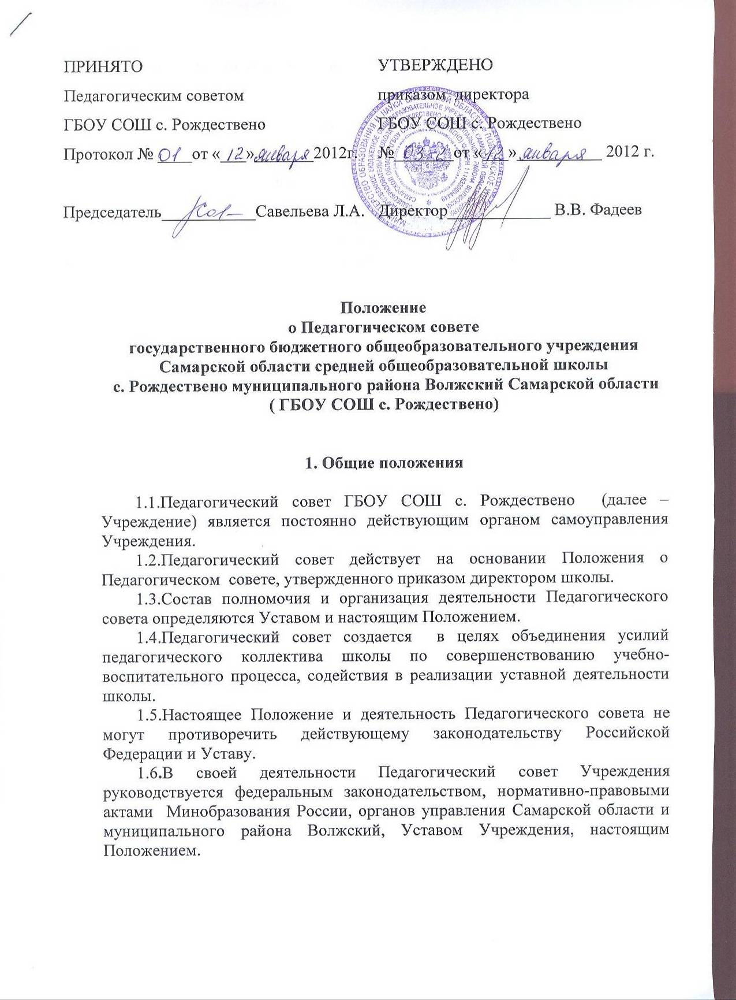 ПРИНЯТО
Педагогическим советом
ГБОУ СОШ с. Рождествено
Протокол № 01 от « 12 » января 2012г.
Председатель____________Савельева Л.А.
УТВЕРЖДЕНО
приказом директора
ГБОУ СОШ с. Рождествено
№ 03-2 от « 12 » января 2012 г.
Директор_____________ В.В. Фадеев
Положение
о Педагогическом совете
государственного бюджетного общеобразовательного учреждения
Самарской области средней общеобразовательной школы
с. Рождествено муниципального района Волжский Самарской области
( ГБОУ СОШ с. Рождествено)
1. Общие положения
1.1.Педагогический совет ГБОУ СОШ с. Рождествено (далее –
Учреждение) является постоянно действующим органом самоуправления
Учреждения.
1.2.Педагогический совет действует на основании Положения о
Педагогическом совете, утвержденного приказом директором школы.
1.3.Состав полномочия и организация деятельности Педагогического
совета определяются Уставом и настоящим Положением.
1.4.Педагогический совет создается в целях объединения усилий
педагогического коллектива школы по совершенствованию учебно-
воспитательного процесса, содействия в реализации уставной деятельности
школы.
1.5.Настоящее Положение и деятельность Педагогического совета не
могут противоречить действующему законодательству Российской
Федерации и Уставу.
1.6.В своей деятельности Педагогический совет Учреждения
руководствуется федеральным законодательством, нормативно-правовыми
актами Минобразования России, органов управления Самарской области и
муниципального района Волжский, Уставом Учреждения, настоящим
Положением.